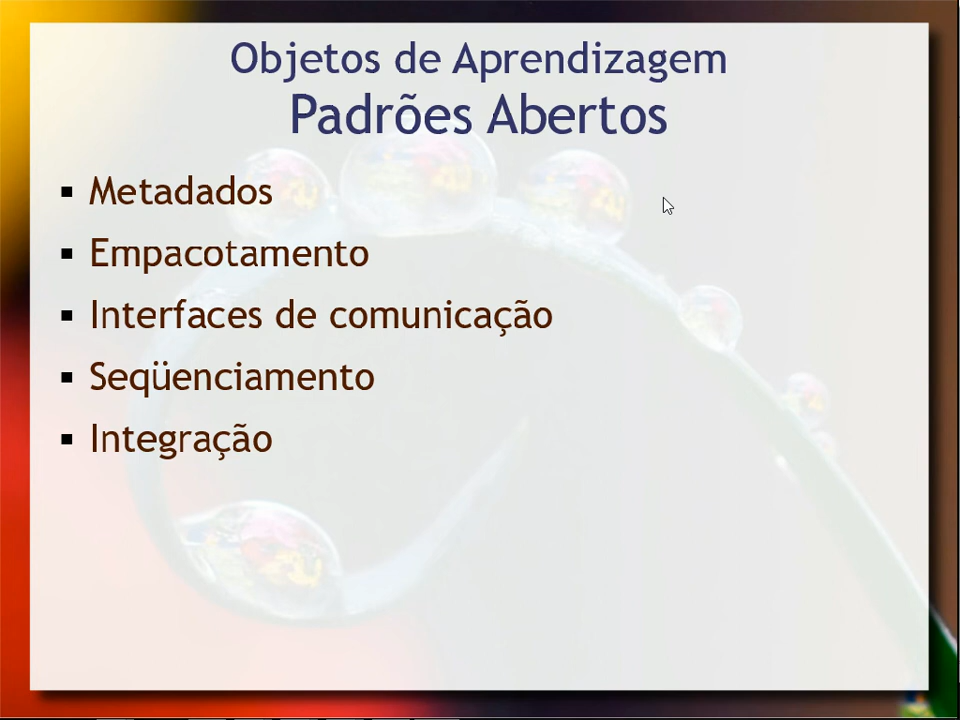 Objetos de Aprendizagem
Padrões Abertos
▪ Metadados
▪ Empacotamento
▪ Interfaces de comunicação
▪ Seqüenciamento
▪ Integração